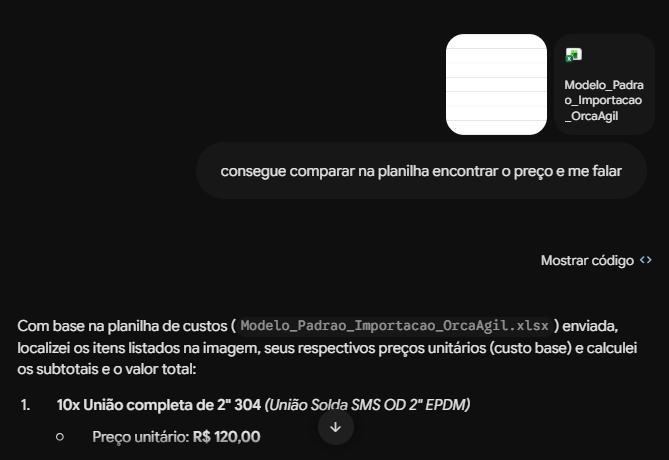 Modelo_Padra
o_Importacao
_OrcaAgil
consegue comparar na planilha encontrar o preço e me falar
Mostrar código <>
Com base na planilha de custos ( Modelo_Padrao_Importacao_OrcaAgil.xlsx ) enviada,
localizei os itens listados na imagem, seus respectivos preços unitários (custo base) e calculei
os subtotais e o valor total:
1. 10x União completa de 2" 304 (União Solda SMS OD 2" EPDM)
Preço unitário: R$ 120,00